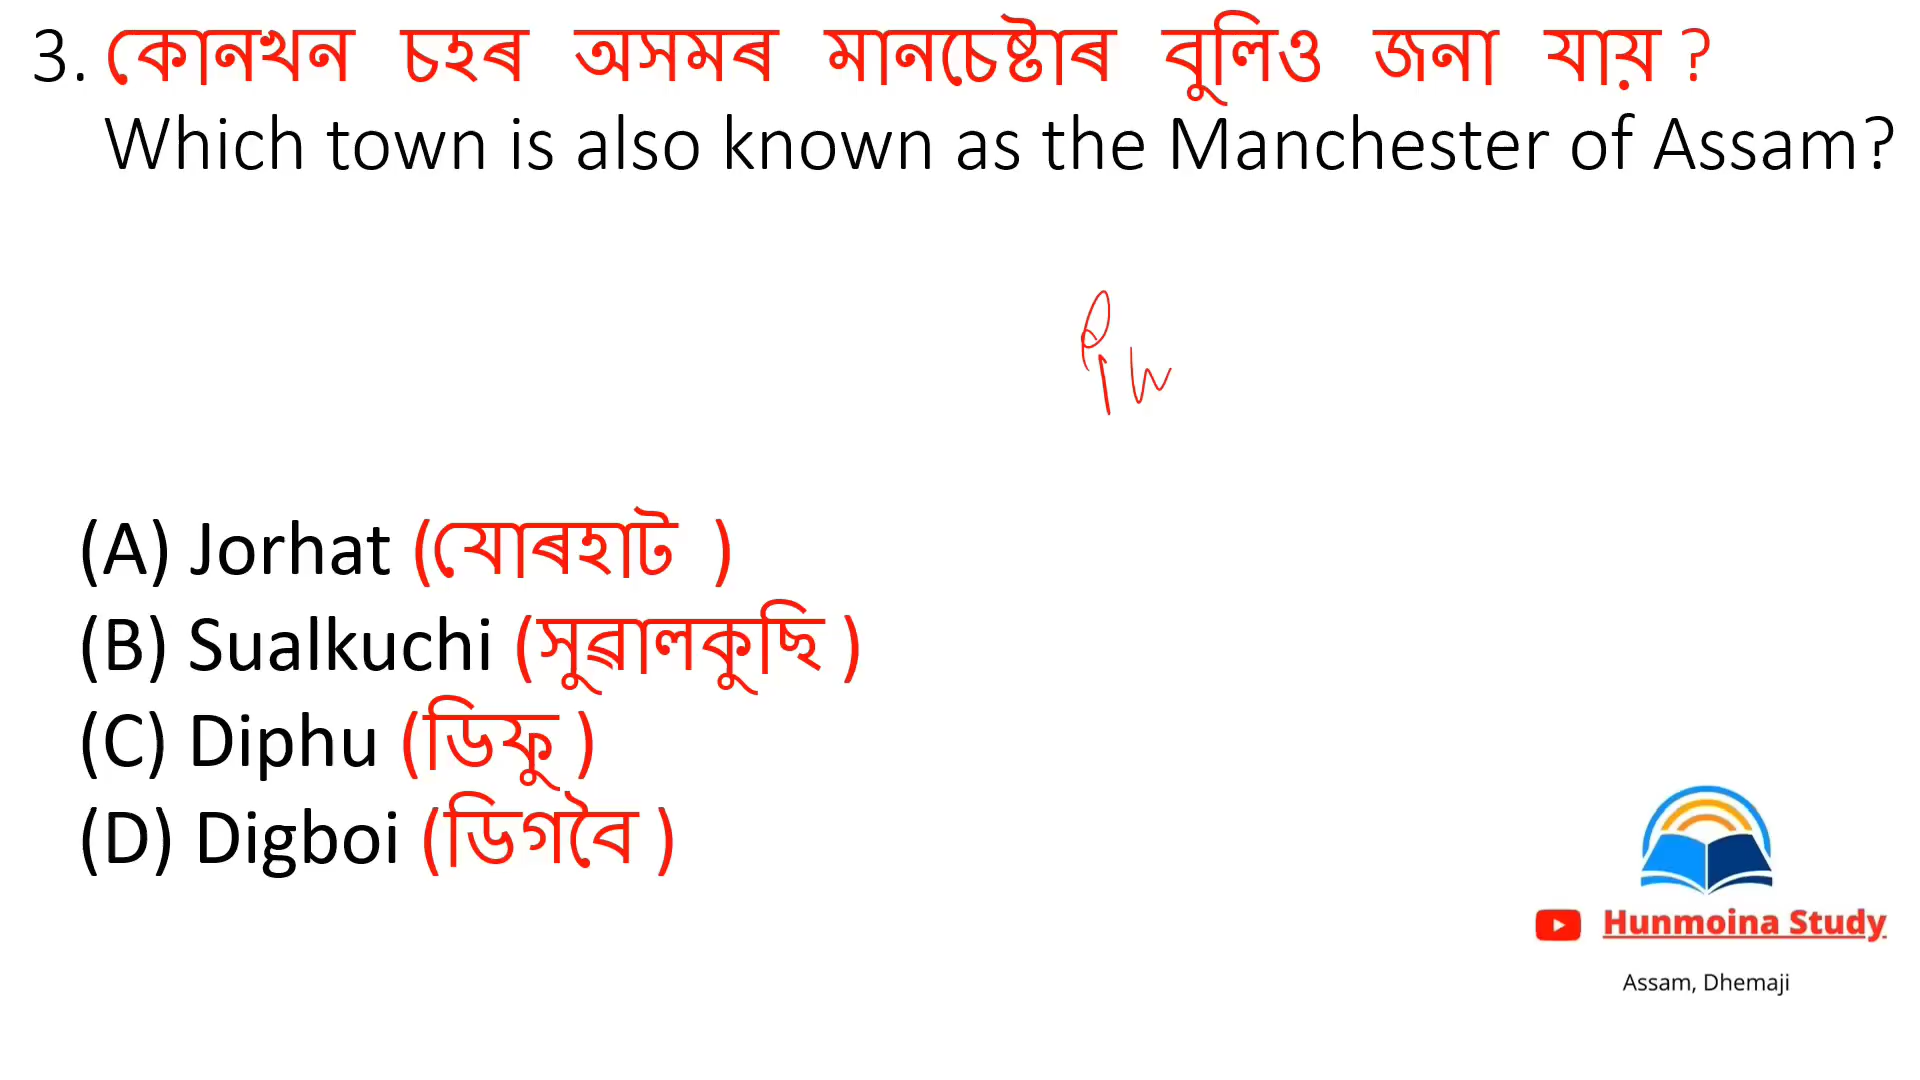 3. কোনখন চহৰ অসমৰ মানচেষ্টাৰ বুলিও জনা যায় ?
Which town is also known as the Manchester of Assam?
(A) Jorhat (যোৰহাট )
(B) Sualkuchi (সুৱালকুছি )
(C) Diphu (ডিফু )
(D) Digboi (ডিগবৈ )
Hunmoina Study
Assam, Dhemaji